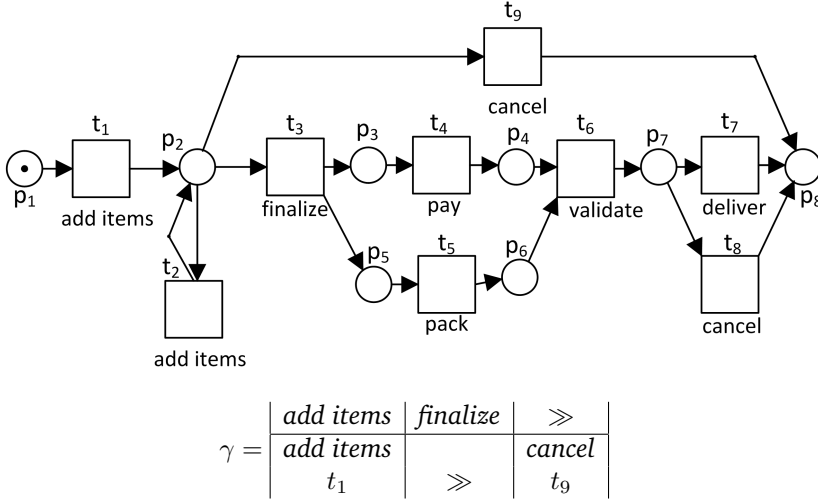 t₉
cancel
t₁
p₂
t₃
p₃
t₄
p₄
t₆
p₇
t₇
p₁
add items
finalize
pay
validate
deliver
p₈
t₂
p₅
t₅
p₆
t₈
pack
cancel
add items
add items finalize ≫
γ = add items cancel
t₁ ≫ t₉